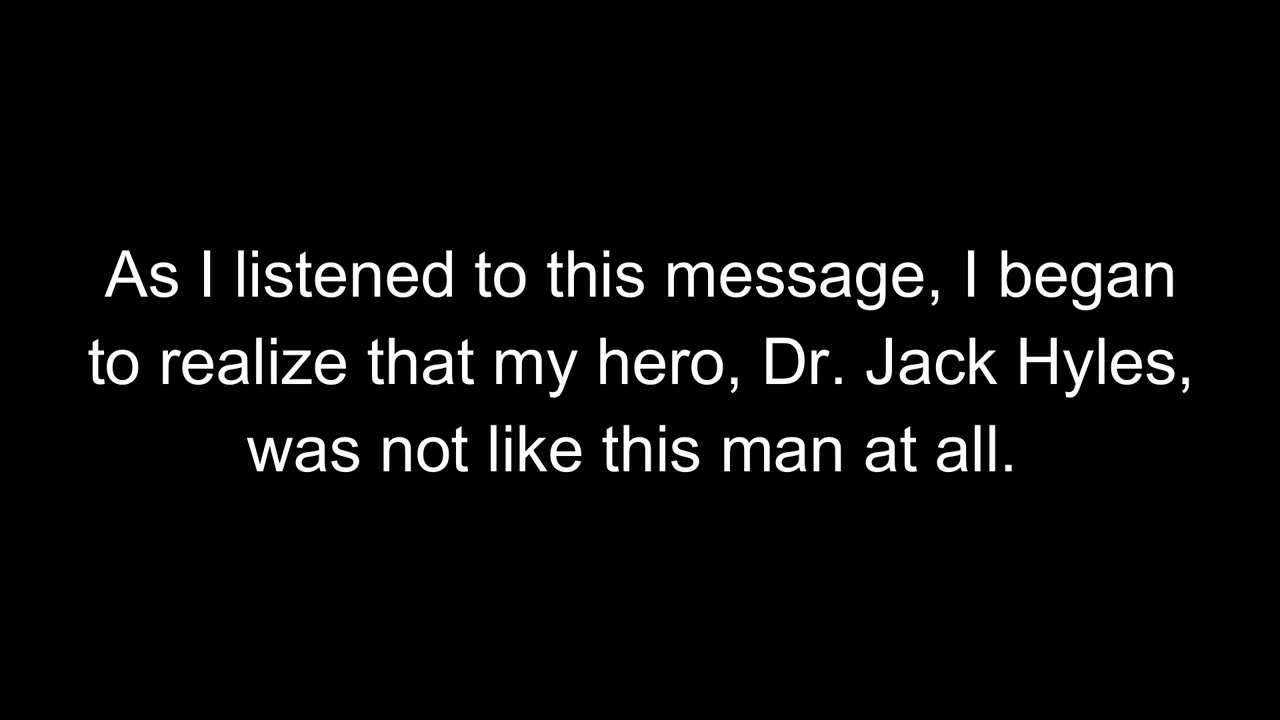 As I listened to this message, I began
to realize that my hero, Dr. Jack Hyles,
was not like this man at all.